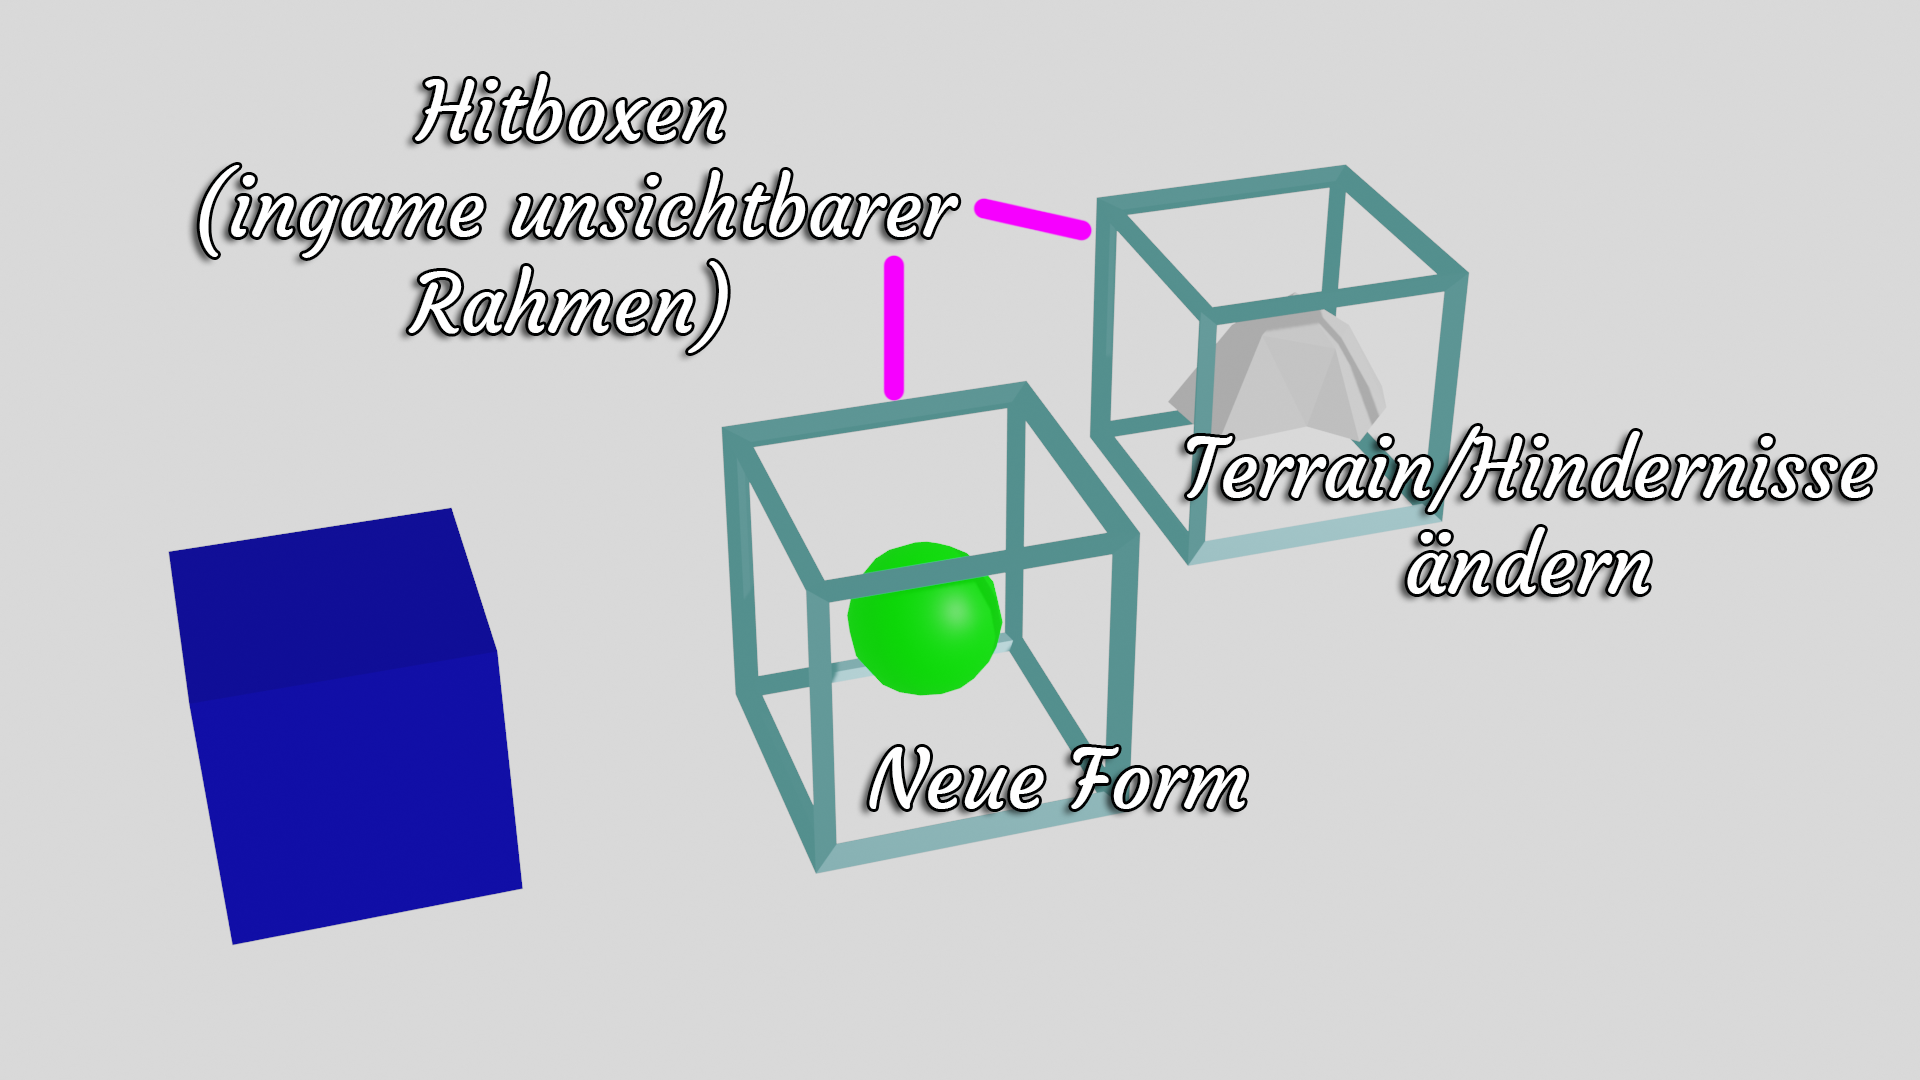 Hitboxen
(ingame unsichtbarer
Rahmen)
Terrain/Hindernisse
ändern
Neue Form